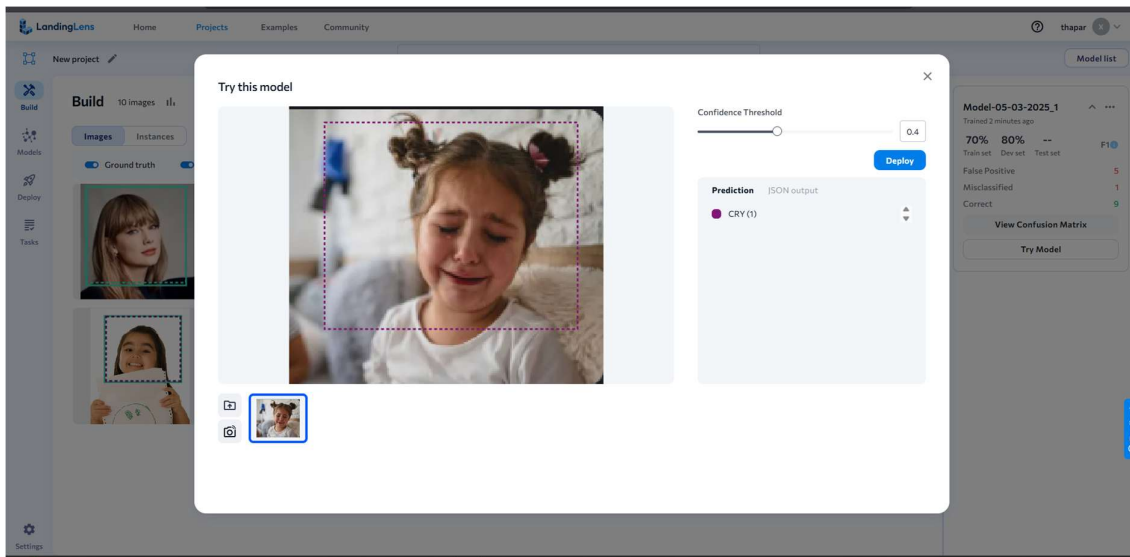 LandingLens Home Projects Examples Community thapar K
New project Model list
Try this model
Build
Models
Deploy
Tasks
Settings
Build 10 images
Images Instances
Ground truth
Confidence Threshold
0.4
Deploy
Prediction JSON output
CRY (1)
Model-05-03-2025_1
Trained 2 minutes ago
70% 80% -- F1
Train set Dev set Test set
False Positive 5
Misclassified 1
Correct 9
View Confusion Matrix
Try Model